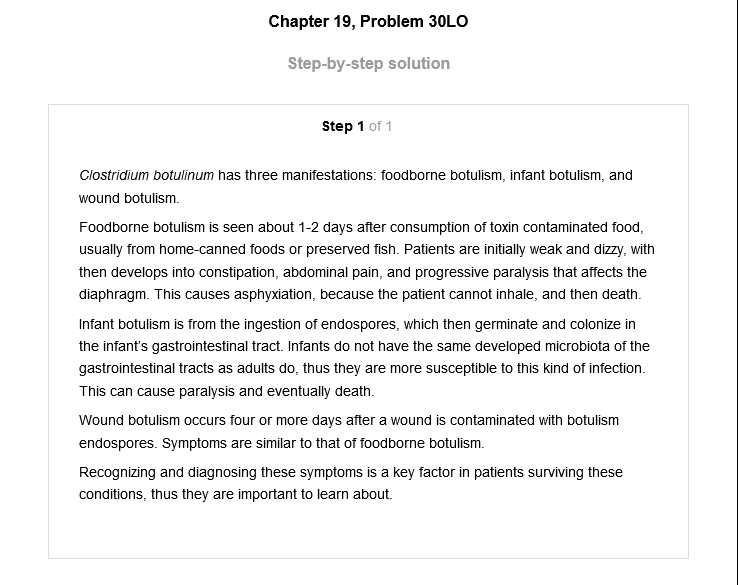 Chapter 19, Problem 30LO
Step-by-step solution
Step 1 of 1
Clostridium botulinum has three manifestations: foodborne botulism, infant botulism, and
wound botulism.
Foodborne botulism is seen about 1-2 days after consumption of toxin contaminated food,
usually from home-canned foods or preserved fish. Patients are initially weak and dizzy, with
then develops into constipation, abdominal pain, and progressive paralysis that affects the
diaphragm. This causes asphyxiation, because the patient cannot inhale, and then death.
Infant botulism is from the ingestion of endospores, which then germinate and colonize in
the infant's gastrointestinal tract. Infants do not have the same developed microbiota of the
gastrointestinal tracts as adults do, thus they are more susceptible to this kind of infection.
This can cause paralysis and eventually death.
Wound botulism occurs four or more days after a wound is contaminated with botulism
endospores. Symptoms are similar to that of foodborne botulism.
Recognizing and diagnosing these symptoms is a key factor in patients surviving these
conditions, thus they are important to learn about.